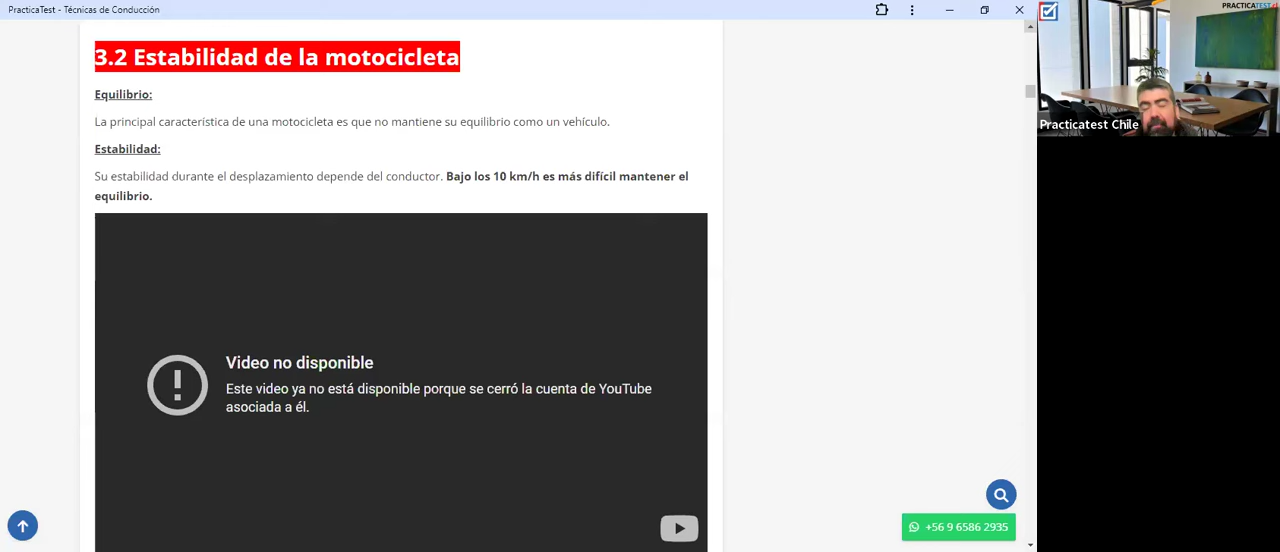 PracticaTest - Técnicas de Conducción
PRACTICATEST.cl
3.2 Estabilidad de la motocicleta
Equilibrio:
La principal característica de una motocicleta es que no mantiene su equilibrio como un vehículo.
Practicatest Chile
Estabilidad:
Su estabilidad durante el desplazamiento depende del conductor. Bajo los 10 km/h es más difícil mantener el
equilibrio.
Video no disponible
Este video ya no está disponible porque se cerró la cuenta de YouTube
asociada a él.
+56 9 6586 2935